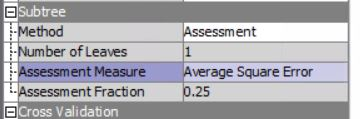 Subtree
Method Assessment
Number of Leaves 1
Assessment Measure Average Square Error
Assessment Fraction 0.25
Cross Validation